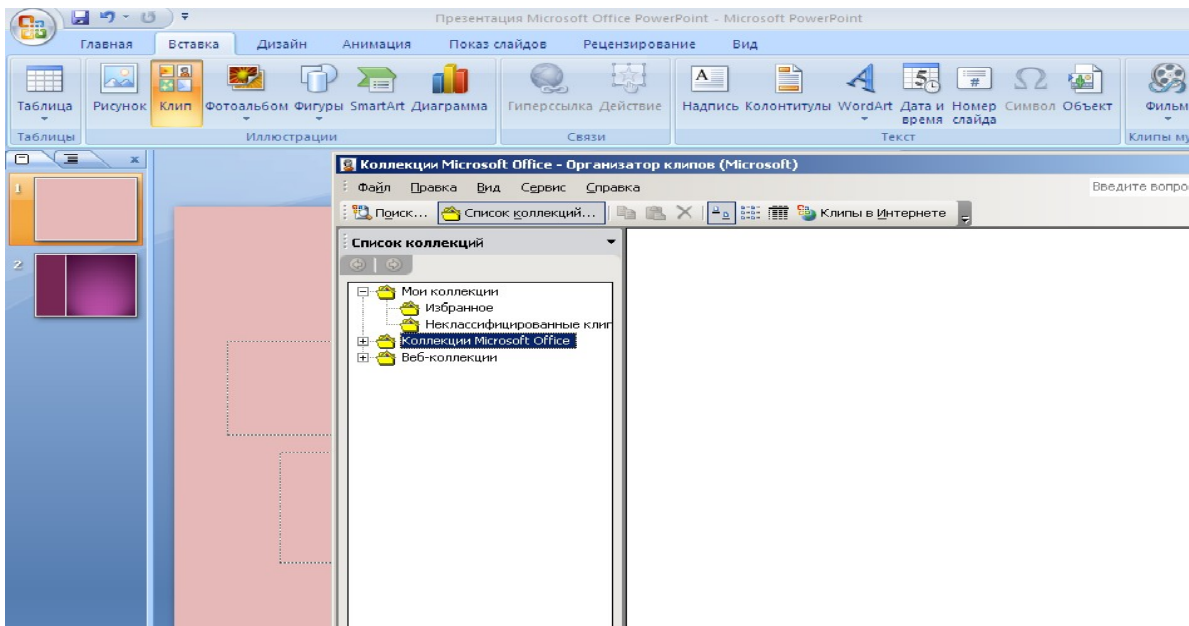 Презентация Microsoft Office PowerPoint - Microsoft PowerPoint
Главная Вставка Дизайн Анимация Показ слайдов Рецензирование Вид
Таблица Рисунок Клип Фотоальбом Фигуры SmartArt Диаграмма Гиперссылка Действие Надпись Колонтитулы WordArt Дата и время Номер слайда Символ Объект Фильм
Таблицы Иллюстрации Связи Текст Клипы му
Коллекции Microsoft Office - Организатор клипов (Microsoft)
Файл Правка Вид Сервис Справка Введите вопро
Поиск... Список коллекций... Клипы в Интернете
Список коллекций
1
Мои коллекции
Избранное
Неклассифицированные клип
Коллекции Microsoft Office
Веб-коллекции
2